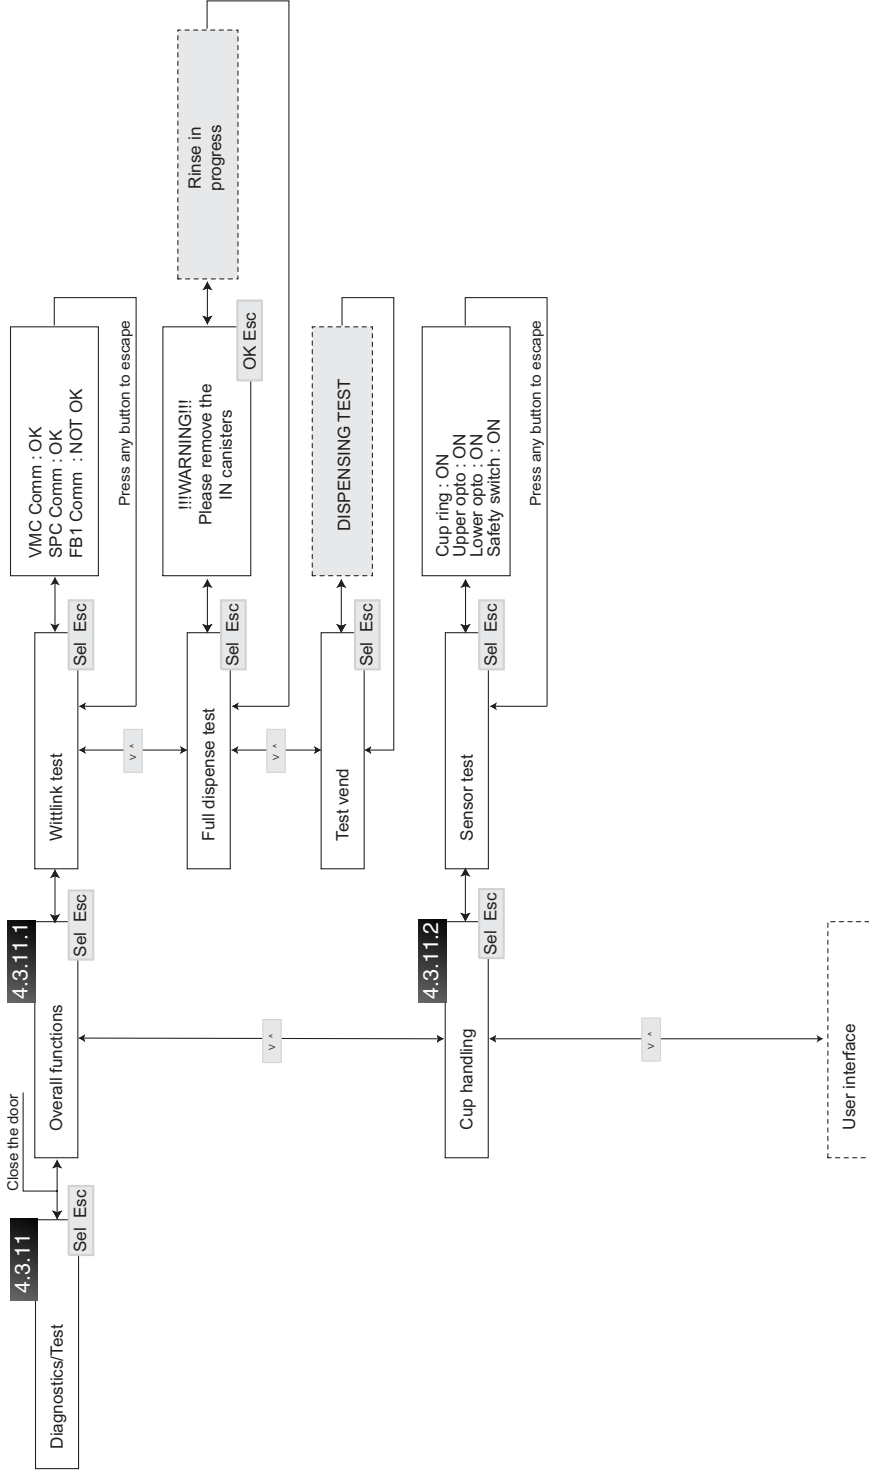 4.3.11
Diagnostics/Test
Sel Esc
Close the door
4.3.11.1
Overall functions
Sel Esc
Wittlink test
Sel Esc
VMC Comm : OK
SPC Comm : OK
FB1 Comm : NOT OK
Press any button to escape
v ^
Full dispense test
Sel Esc
!!!WARNING!!!
Please remove the
IN canisters
OK Esc
Rinse in
progress
v ^
Test vend
Sel Esc
DISPENSING TEST
v ^
4.3.11.2
Cup handling
Sel Esc
Sensor test
Sel Esc
Cup ring : ON
Upper opto : ON
Lower opto : ON
Safety switch : ON
Press any button to escape
v ^
User interface